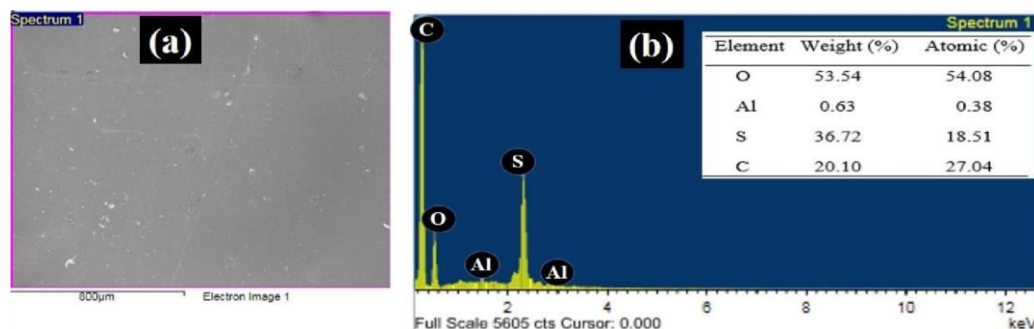 Spectrum 1
(a)
800µm
Electron Image 1
(b)
Spectrum 1
Element Weight (%) Atomic (%)
O 53.54 54.08
Al 0.63 0.38
S 36.72 18.51
C 20.10 27.04
C
S
O
Al
Al
2 4 6 8 10 12
Full Scale 5605 cts Cursor: 0.000
keV